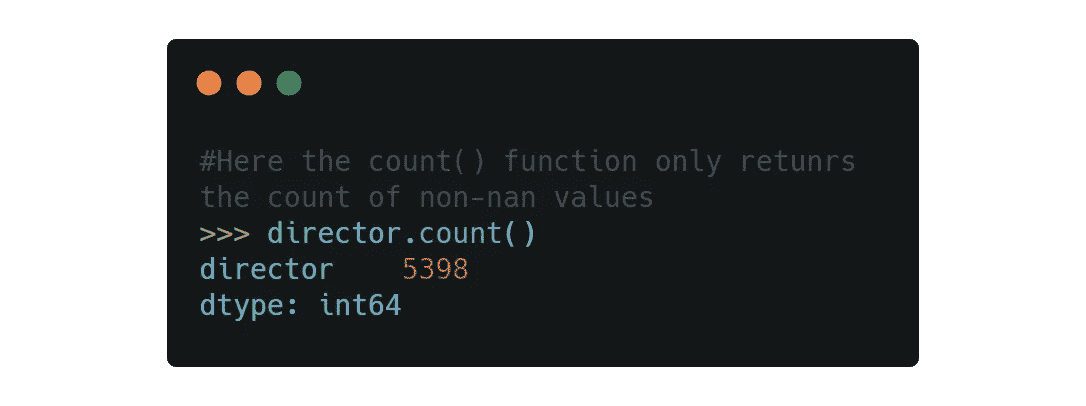 #Here the count() function only retunrs
the count of non-nan values
>>> director.count()
director    5398
dtype: int64